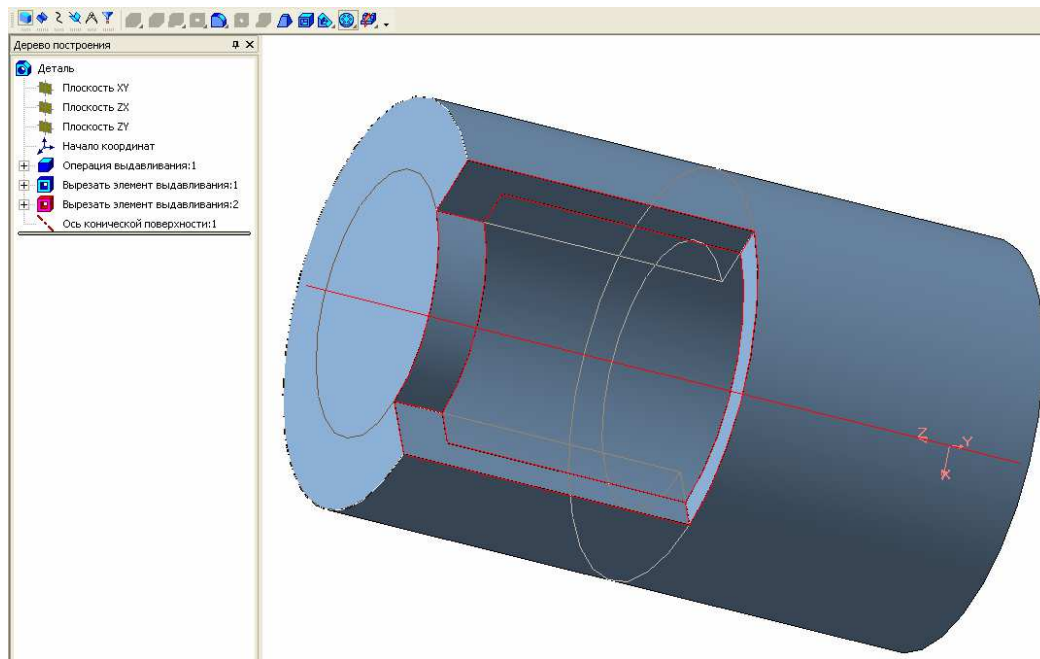 Дерево построения
Деталь
Плоскость XY
Плоскость ZX
Плоскость ZY
Начало координат
Операция выдавливания:1
Вырезать элемент выдавливания:1
Вырезать элемент выдавливания:2
Ось конической поверхности:1
Z
Y
X